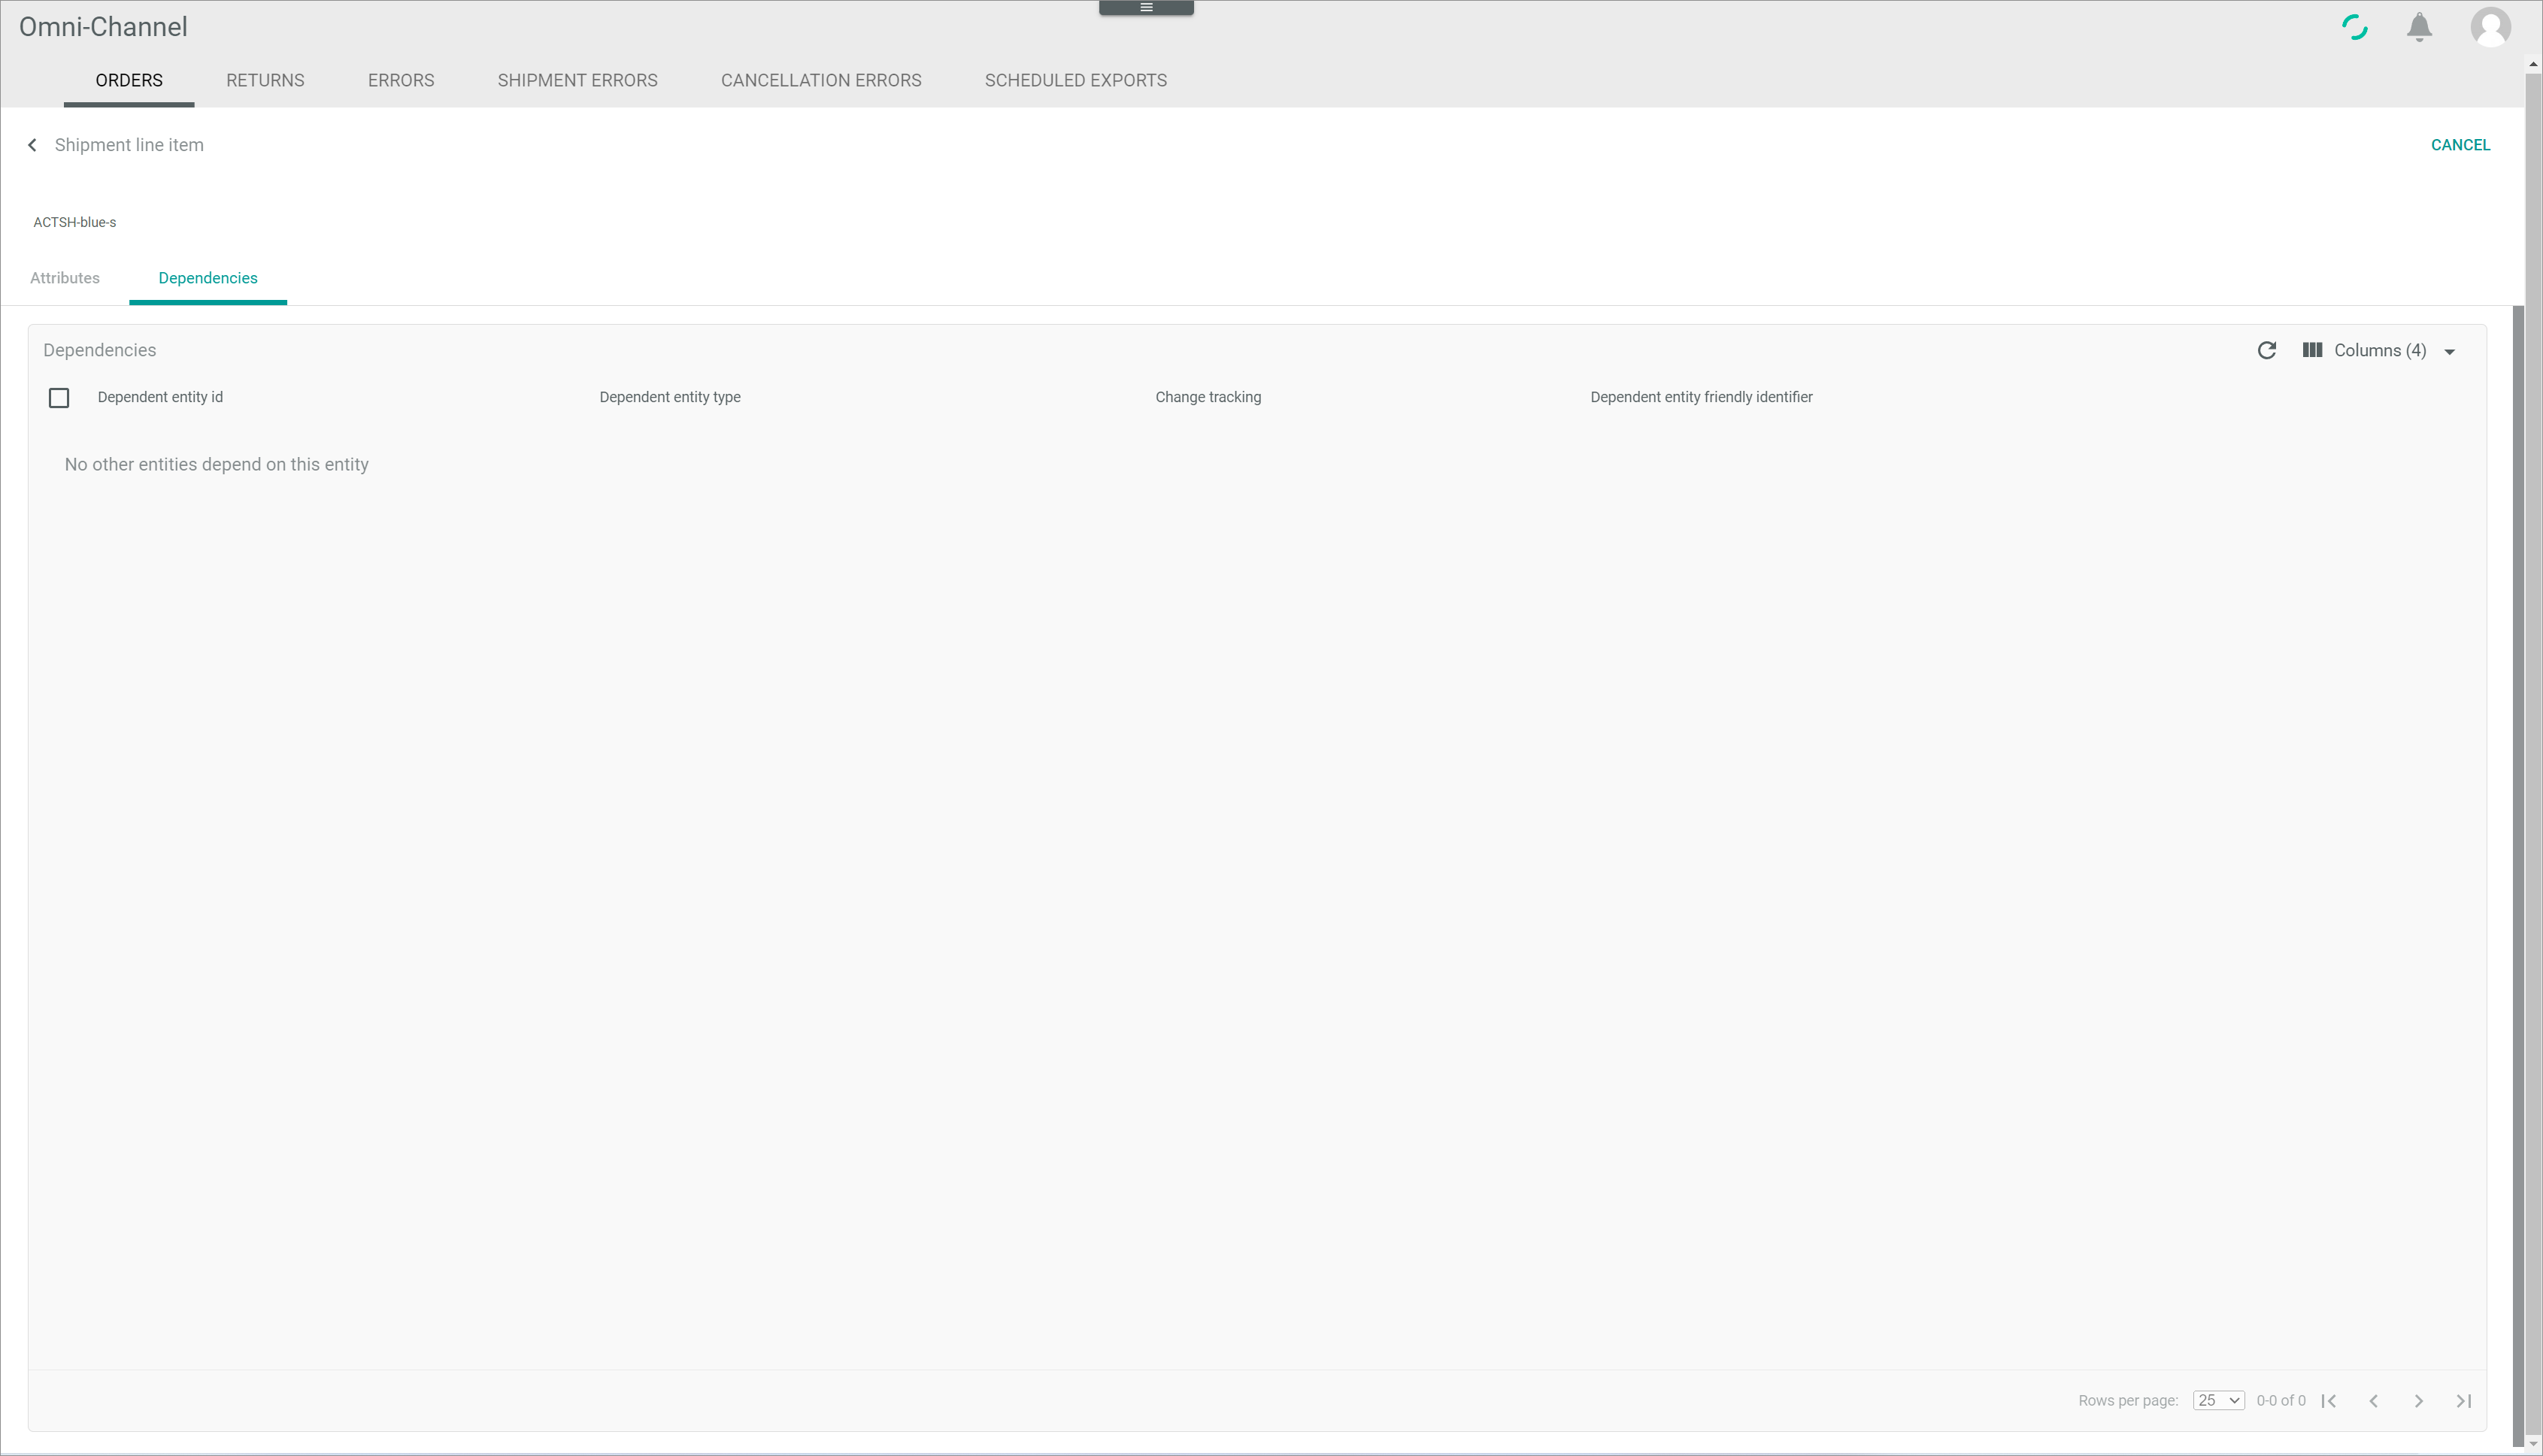 Omni-Channel
ORDERS RETURNS ERRORS SHIPMENT ERRORS CANCELLATION ERRORS SCHEDULED EXPORTS
Shipment line item CANCEL
ACTSH-blue-s
Attributes Dependencies
Dependencies Columns (4)
Dependent entity id Dependent entity type Change tracking Dependent entity friendly identifier
No other entities depend on this entity
Rows per page: 25 0-0 of 0